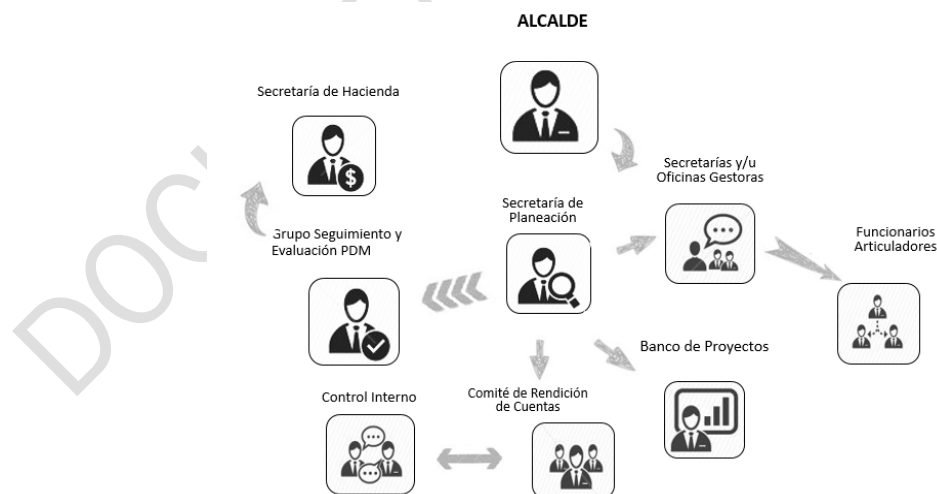 ALCALDE
Secretaría de Hacienda
Secretarías y/u
Oficinas Gestoras
Secretaría de
Planeación
Grupo Seguimiento y
Evaluación PDM
Funcionarios
Articuladores
Banco de Proyectos
Control Interno
Comité de Rendición
de Cuentas
$